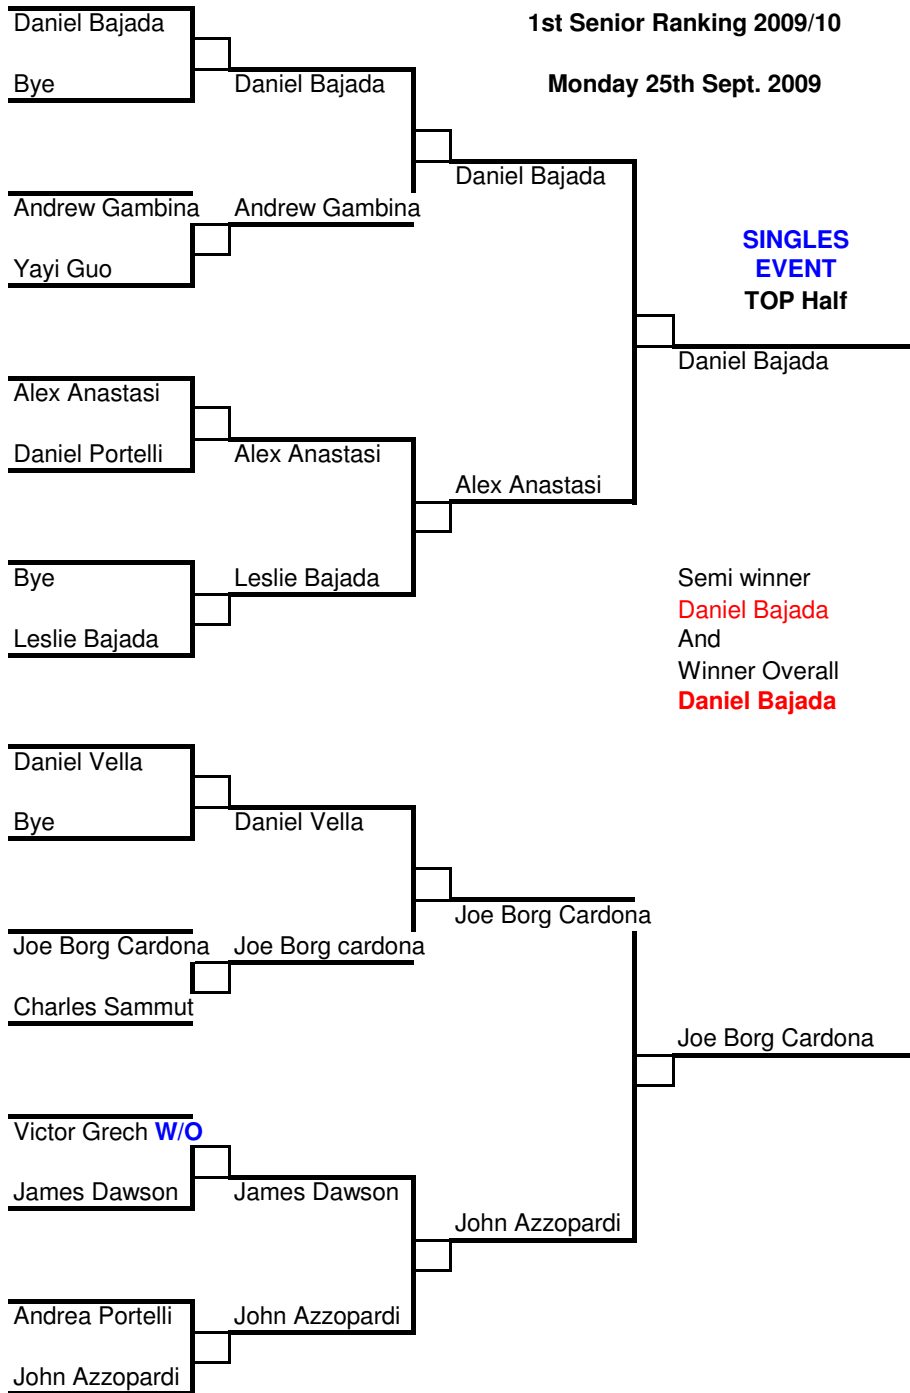 Daniel Bajada
1st Senior Ranking 2009/10
Bye
Daniel Bajada
Monday 25th Sept. 2009
Daniel Bajada
Andrew Gambina
Andrew Gambina
SINGLES
EVENT
TOP Half
Yayi Guo
Daniel Bajada
Alex Anastasi
Daniel Portelli
Alex Anastasi
Alex Anastasi
Bye
Leslie Bajada
Semi winner
Daniel Bajada
And
Winner Overall
Daniel Bajada
Leslie Bajada
Daniel Vella
Bye
Daniel Vella
Joe Borg Cardona
Joe Borg Cardona
Joe Borg cardona
Charles Sammut
Joe Borg Cardona
Victor Grech W/O
James Dawson
James Dawson
John Azzopardi
Andrea Portelli
John Azzopardi
John Azzopardi